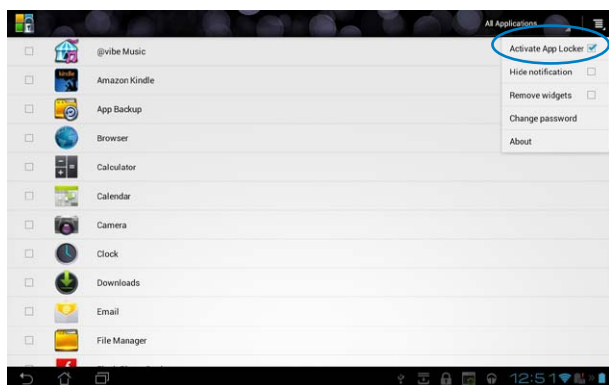 All Applications
Activate App Locker
Hide notification
Remove widgets
Change password
About
@vibe Music
kindle
Amazon Kindle
App Backup
Browser
Calculator
Calendar
Camera
Clock
Downloads
Email
File Manager
12:51